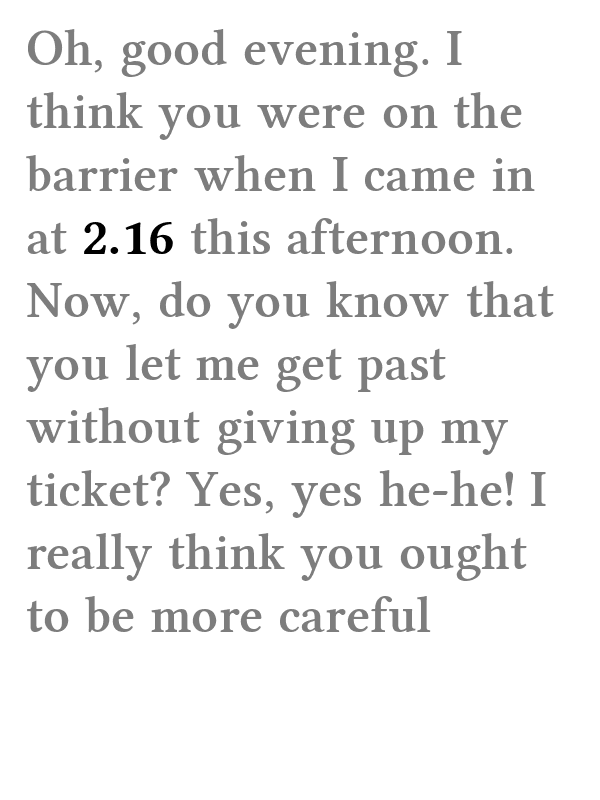 Oh, good evening. I
think you were on the
barrier when I came in
at 2.16 this afternoon.
Now, do you know that
you let me get past
without giving up my
ticket? Yes, yes he-he! I
really think you ought
to be more careful